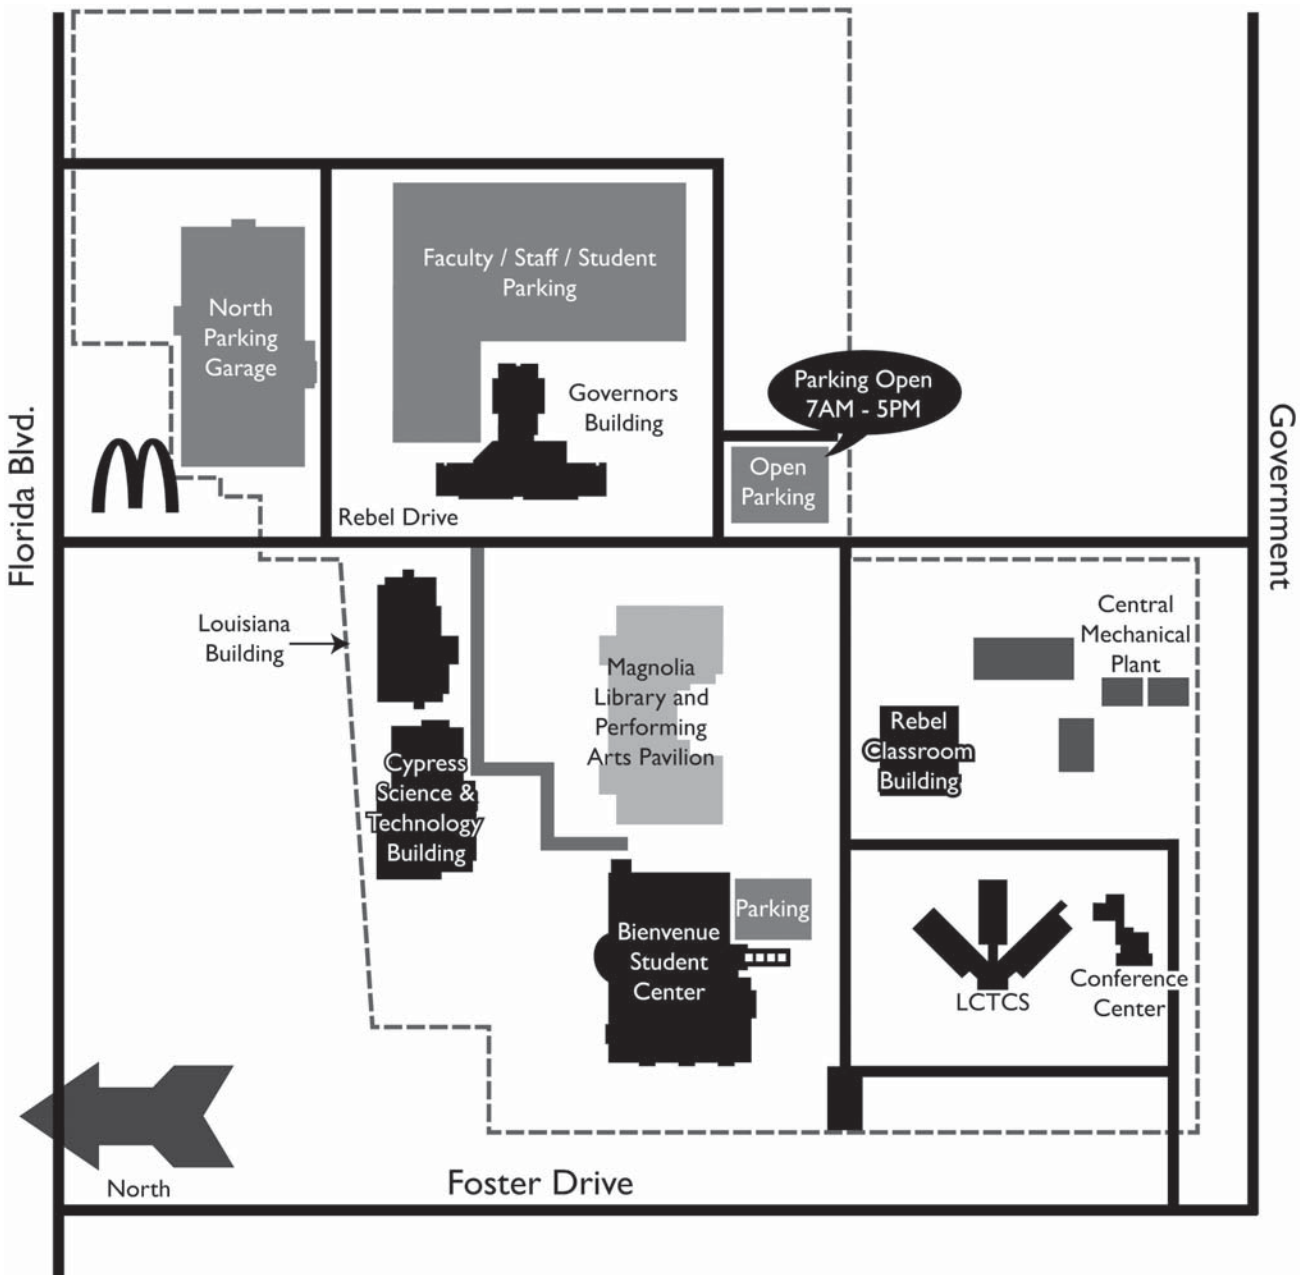 Faculty / Staff / Student
Parking
North
Parking
Garage
Governors
Building
Parking Open
7AM - 5PM
Open
Parking
Florida Blvd.
Government
Rebel Drive
Louisiana
Building
Central
Mechanical
Plant
Magnolia
Library and
Performing
Arts Pavilion
Rebel
Classroom
Building
Cypress
Science &
Technology
Building
Parking
Bienvenue
Student
Center
LCTCS
Conference
Center
North
Foster Drive